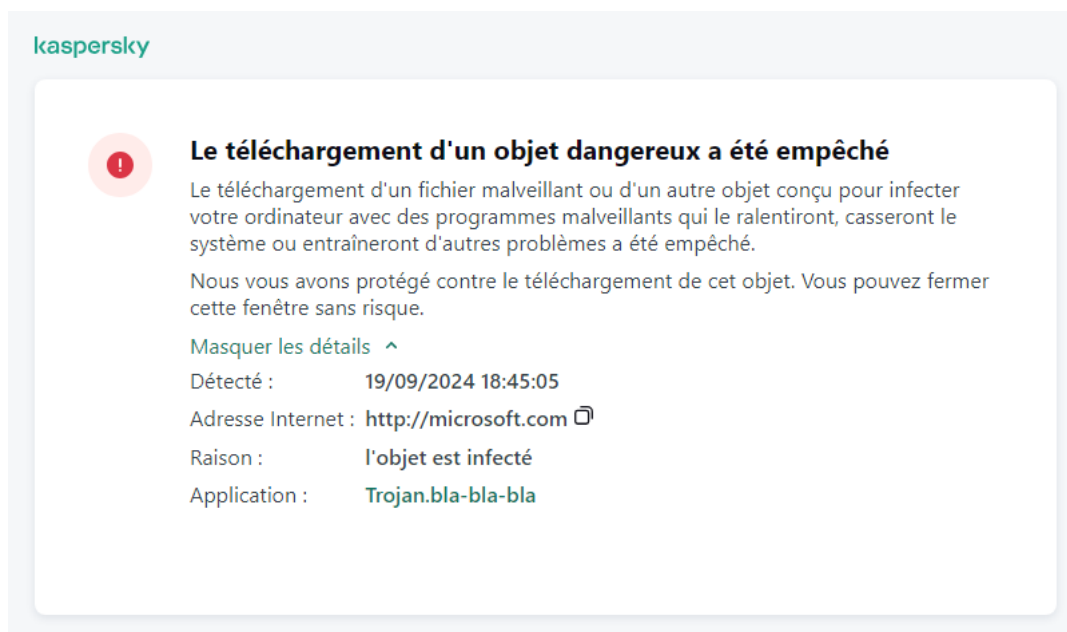 kaspersky
Le téléchargement d'un objet dangereux a été empêché
Le téléchargement d'un fichier malveillant ou d'un autre objet conçu pour infecter
votre ordinateur avec des programmes malveillants qui le ralentiront, casseront le
système ou entraîneront d'autres problèmes a été empêché.
Nous vous avons protégé contre le téléchargement de cet objet. Vous pouvez fermer
cette fenêtre sans risque.
Masquer les détails
Détecté : 19/09/2024 18:45:05
Adresse Internet : http://microsoft.com
Raison : l'objet est infecté
Application : Trojan.bla-bla-bla